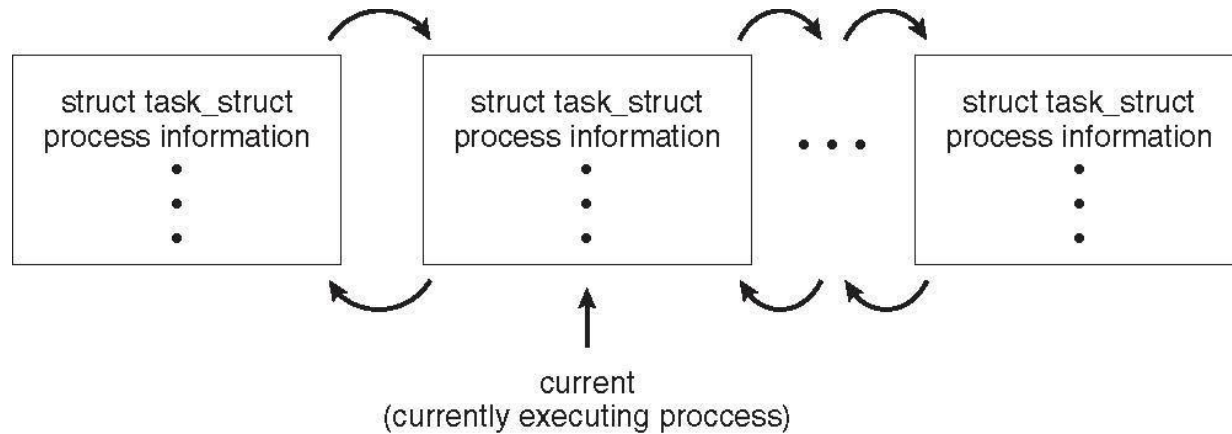 struct task_struct
process information
struct task_struct
process information
struct task_struct
process information
current
(currently executing proccess)